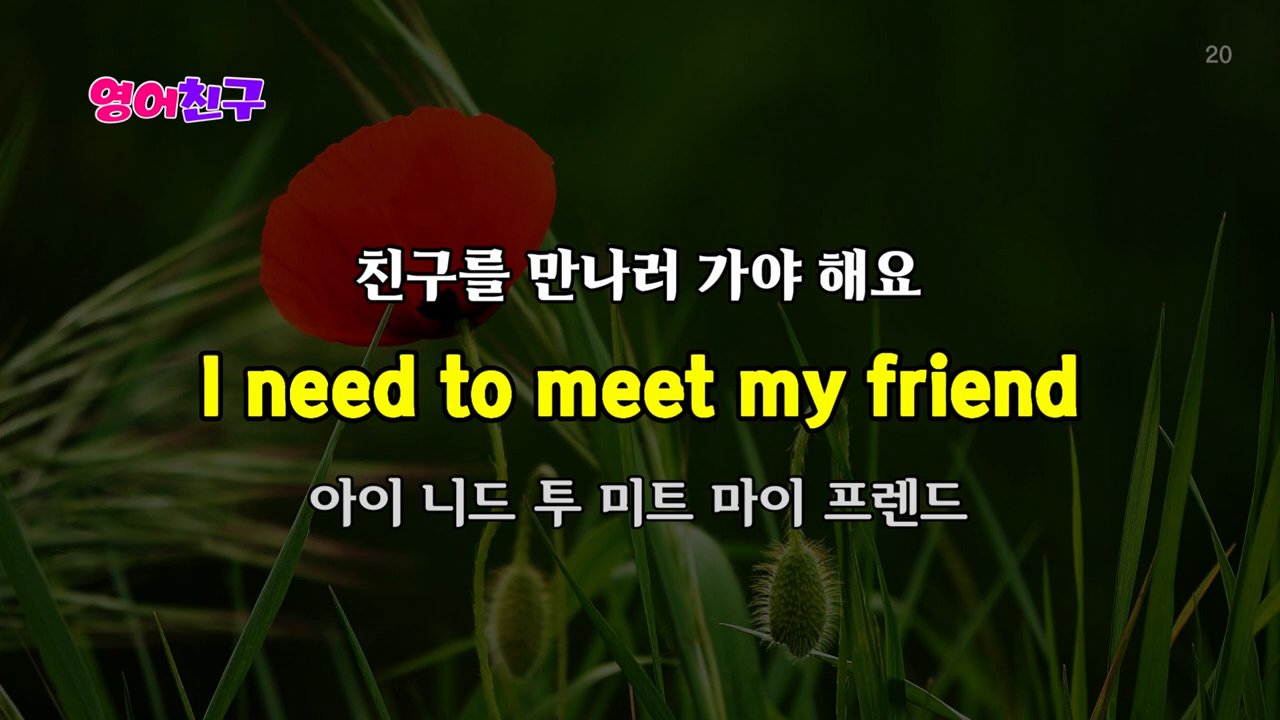 영어친구
20
친구를 만나러 가야 해요
I need to meet my friend
아이 니드 투 미트 마이 프렌드